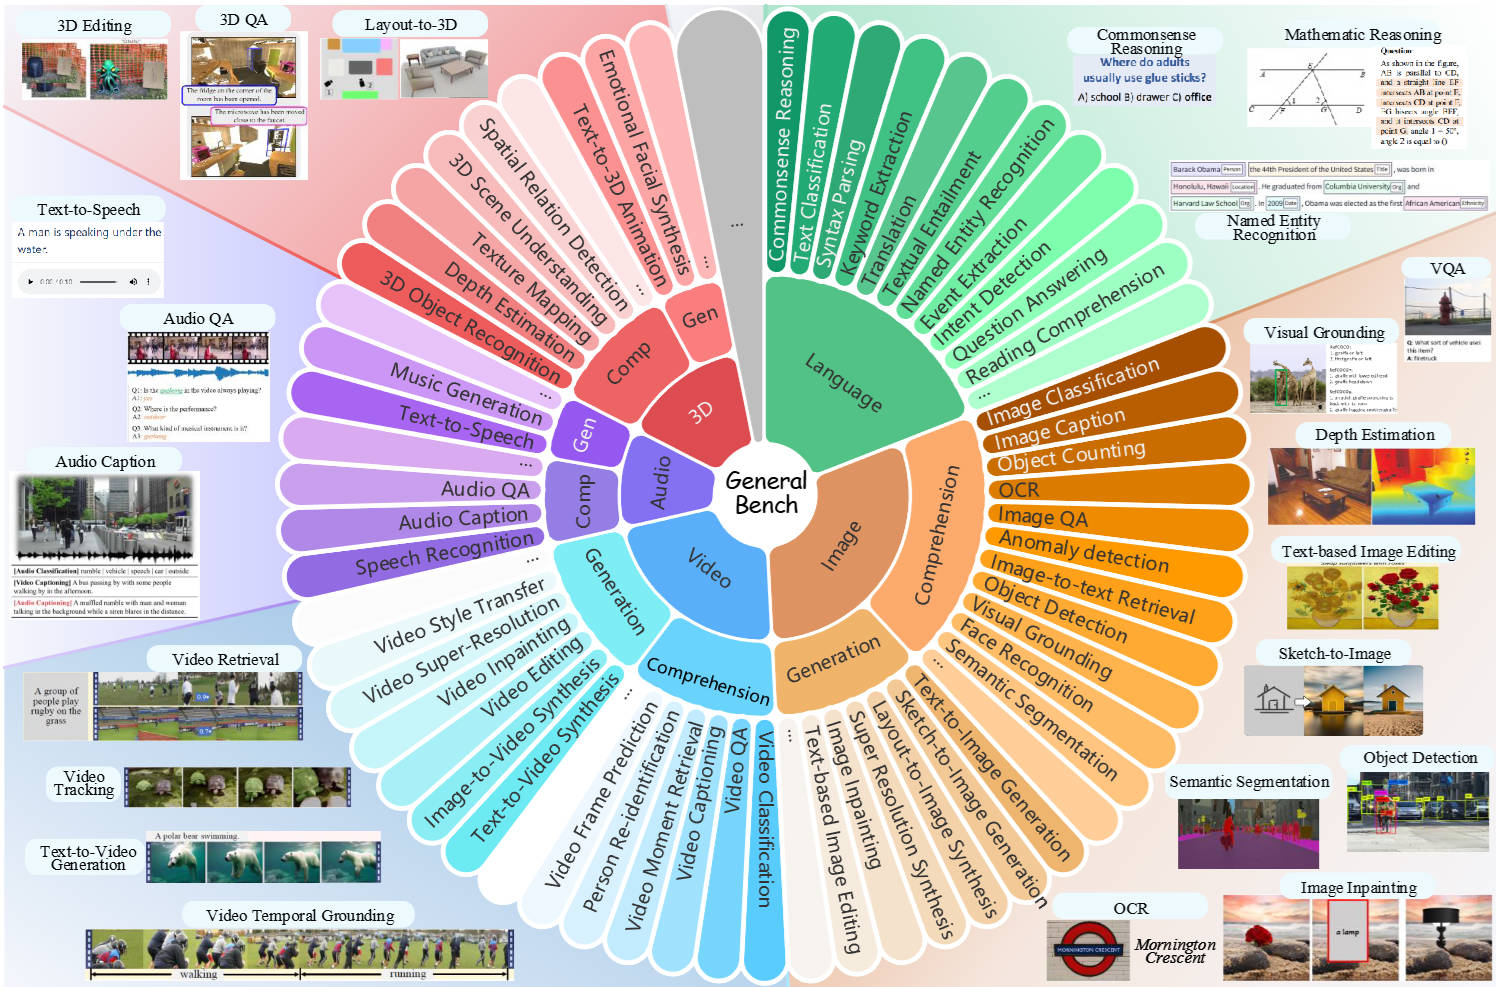 3D Editing
3D QA
The fridge on the corner of the
room has been opened.
The microwave has been moved
close to the faucet.
Layout-to-3D
1
2
Text-to-Speech
A man is speaking under the
water.
0:00 / 0:10
Audio QA
Q1: Is the guzheng in the video always playing?
A1: yes
Q2: Where is the performance?
A2: outdoor
Q3: What kind of musical instrument is it?
A3: guzheng
Audio Caption
[Audio Classification] rumble | vehicle | speech | car | outside
[Video Captioning] A bus passing by with some people
walking by in the afternoon.
[Audio Captioning] A muffled rumble with man and woman
talking in the background while a siren blares in the distance.
Video Retrieval
A group of
people play
rugby on the
grass
0.9
0.7
Video
Tracking
Text-to-Video
Generation
A polar bear swimming.
Video Temporal Grounding
walking
running
General
Bench
Language
Commonsense Reasoning
Text Classification
Syntax Parsing
Keyword Extraction
Translation
Textual Entailment
Named Entity Recognition
Event Extraction
Intent Detection
Question Answering
Reading Comprehension
...
Image
Comprehension
Image Classification
Image Caption
Object Counting
OCR
Image QA
Anomaly detection
Image-to-text Retrieval
Object Detection
Visual Grounding
Face Recognition
Semantic Segmentation
...
Generation
Text-to-Image Generation
Sketch-to-Image Generation
Layout-to-Image Synthesis
Super Resolution Synthesis
Image Inpainting
Text-based Image Editing
...
Video
Comprehension
Video Classification
Video QA
Video Captioning
Video Moment Retrieval
Person Re-identification
Video Frame Prediction
...
Generation
Text-to-Video Synthesis
Image-to-Video Synthesis
Video Editing
Video Inpainting
Video Super-Resolution
Video Style Transfer
...
Audio
Comp
Speech Recognition
Audio Caption
Audio QA
...
Gen
Text-to-Speech
Music Generation
...
3D
Comp
3D Object Recognition
Depth Estimation
Texture Mapping
3D Scene Understanding
Spatial Relation Detection
...
Gen
Text-to-3D Animation
Emotional Facial Synthesis
...
...
Commonsense
Reasoning
Where do adults
usually use glue sticks?
A) school B) drawer C) office
Mathematic Reasoning
A E B
C F 1 2 G D
Question:
As shown in the figure,
AB is parallel to CD,
and a straight line EF
intersects AB at point E,
intersects CD at point F,
EG bisects angle BEF,
and it intersects CD at
point G, angle 1 = 50°,
angle 2 is equal to ()
Barack Obama Person , the 44th President of the United States Title , was born in
Honolulu, Hawaii Location . He graduated from Columbia University Org and
Harvard Law School Org . In 2009 Date , Obama was elected as the first African American Ethnicity
Named Entity
Recognition
VQA
Q: What sort of vehicle uses
this item?
A: firetruck
Visual Grounding
RefCOCO:
1. giraffe on left
2. first giraffe on left
Depth Estimation
Text-based Image Editing
Sketch-to-Image
Object Detection
Semantic Segmentation
Image Inpainting
a lamp
OCR
MORNINGTON CRESCENT
Mornington
Crescent